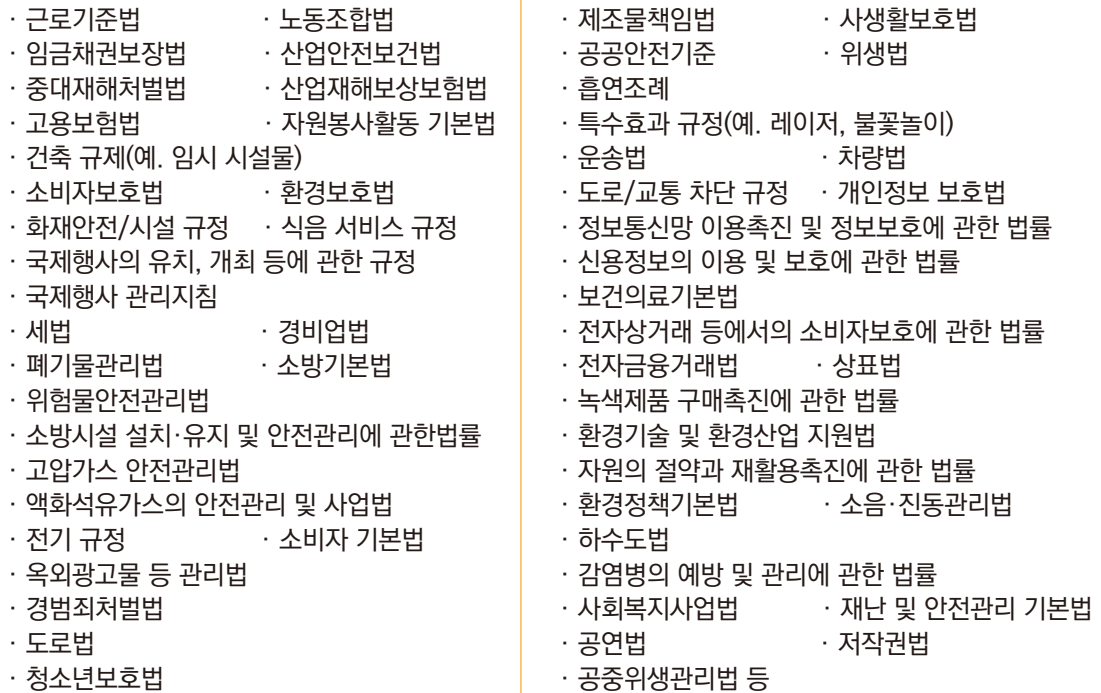 · 근로기준법 · 노동조합법
· 임금채권보장법 · 산업안전보건법
· 중대재해처벌법 · 산업재해보상보험법
· 고용보험법 · 자원봉사활동 기본법
· 건축 규제(예. 임시 시설물)
· 소비자보호법 · 환경보호법
· 화재안전/시설 규정 · 식음 서비스 규정
· 국제행사의 유치, 개최 등에 관한 규정
· 국제행사 관리지침
· 세법 · 경비업법
· 폐기물관리법 · 소방기본법
· 위험물안전관리법
· 소방시설 설치·유지 및 안전관리에 관한법률
· 고압가스 안전관리법
· 액화석유가스의 안전관리 및 사업법
· 전기 규정 · 소비자 기본법
· 옥외광고물 등 관리법
· 경범죄처벌법
· 도로법
· 청소년보호법
· 제조물책임법 · 사생활보호법
· 공공안전기준 · 위생법
· 흡연조례
· 특수효과 규정(예. 레이저, 불꽃놀이)
· 운송법 · 차량법
· 도로/교통 차단 규정 · 개인정보 보호법
· 정보통신망 이용촉진 및 정보보호에 관한 법률
· 신용정보의 이용 및 보호에 관한 법률
· 보건의료기본법
· 전자상거래 등에서의 소비자보호에 관한 법률
· 전자금융거래법 · 상표법
· 녹색제품 구매촉진에 관한 법률
· 환경기술 및 환경산업 지원법
· 자원의 절약과 재활용촉진에 관한 법률
· 환경정책기본법 · 소음·진동관리법
· 하수도법
· 감염병의 예방 및 관리에 관한 법률
· 사회복지사업법 · 재난 및 안전관리 기본법
· 공연법 · 저작권법
· 공중위생관리법 등